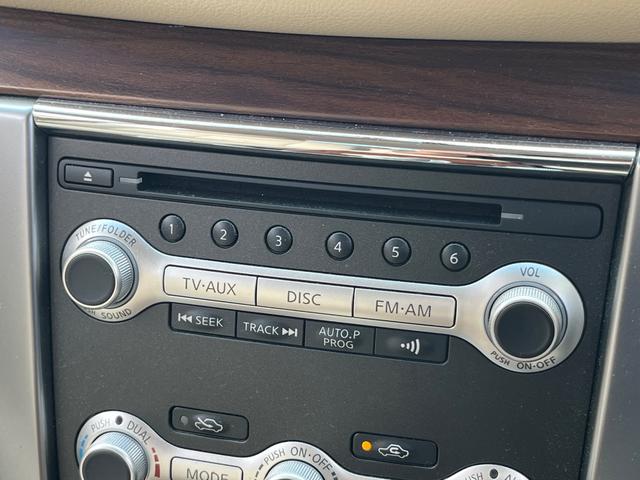 1 2 3 4 5 6
TUNE/FOLDER
TV·AUX DISC FM·AM
VOL
SOUND
SEEK TRACK AUTO.P
PROG
PUSH ON·OFF
PUSH DUAL
MODE
PUSH ON·OFF
PUSH